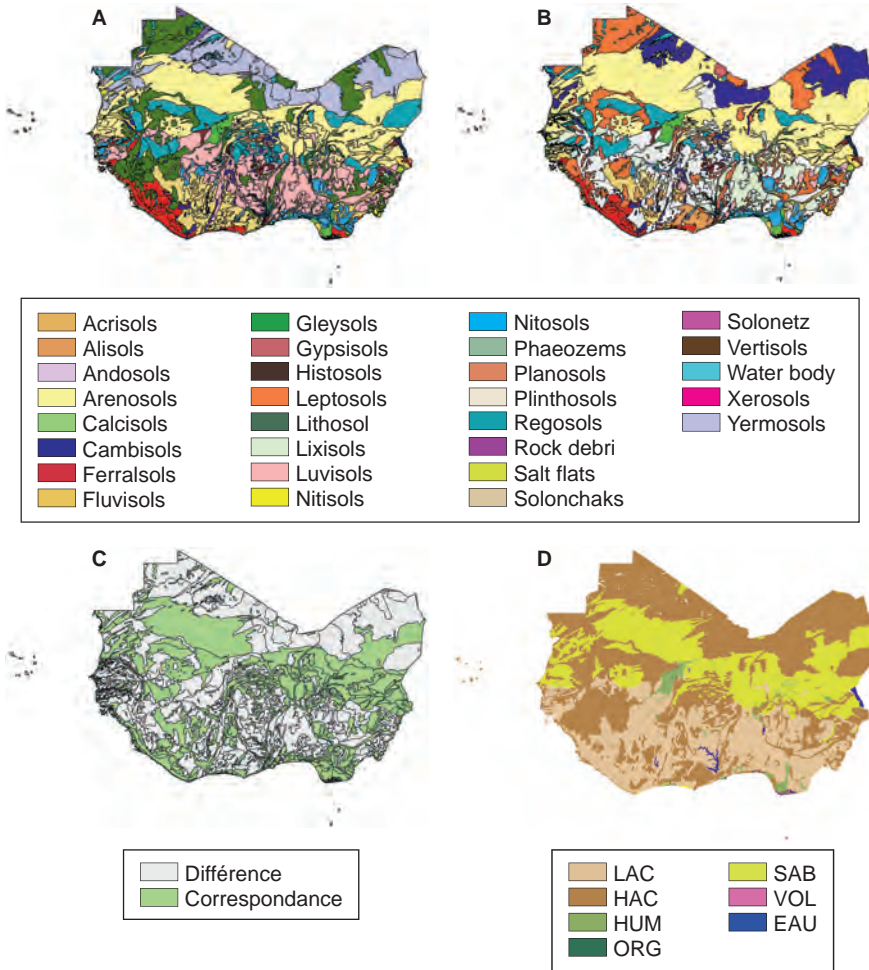 A
B
Acrisols
Alisols
Andosols
Arenosols
Calcisols
Cambisols
Ferralsols
Fluvisols
Gleysols
Gypsisols
Histosols
Leptosols
Lithosol
Lixisols
Luvisols
Nitisols
Nitosols
Phaeozems
Planosols
Plinthosols
Regosols
Rock debri
Salt flats
Solonchaks
Solonetz
Vertisols
Water body
Xerosols
Yermosols
C
D
Différence
Correspondance
LAC
HAC
HUM
ORG
SAB
VOL
EAU